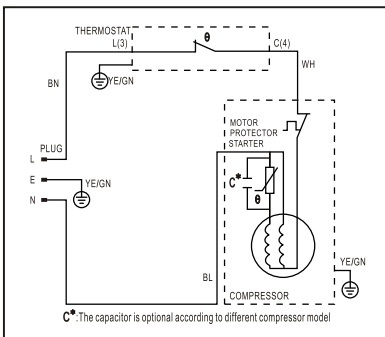 THERMOSTAT
L(3)
θ
C(4)
YE/GN
WH
BN
MOTOR
PROTECTOR
STARTER
PLUG
L
E
YE/GN
N
C*
θ
BL
YE/GN
COMPRESSOR
C*:The capacitor is optional according to different compressor model